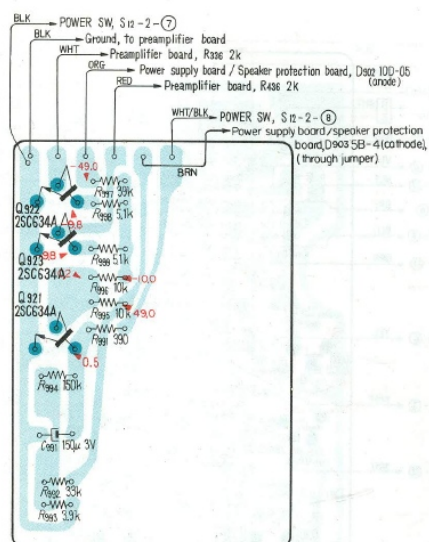 BLK
POWER SW, S12-2-⑦
BLK
Ground, to preamplifier board
WHT
Preamplifier board, R336 2k
ORG
Power supply board / Speaker protection board, D902 10D-05
(anode)
RED
Preamplifier board, R436 2k
WHT/BLK
POWER SW, S12-2-⑧
Power supply board/speaker protection
board, D903 5B-4 (cathode),
(through jumper)
BRN
-49.0
R997 39k
R998 5.1k
Q922
2SC634A
9.8
Q923
2SC634A
9.8
R999 51k
R996 10k
-10.0
R995 10k
49.0
Q921
2SC634A
R991 390
0.5
R994 150k
C991 150μ 3V
R992 33k
R993 3.9k